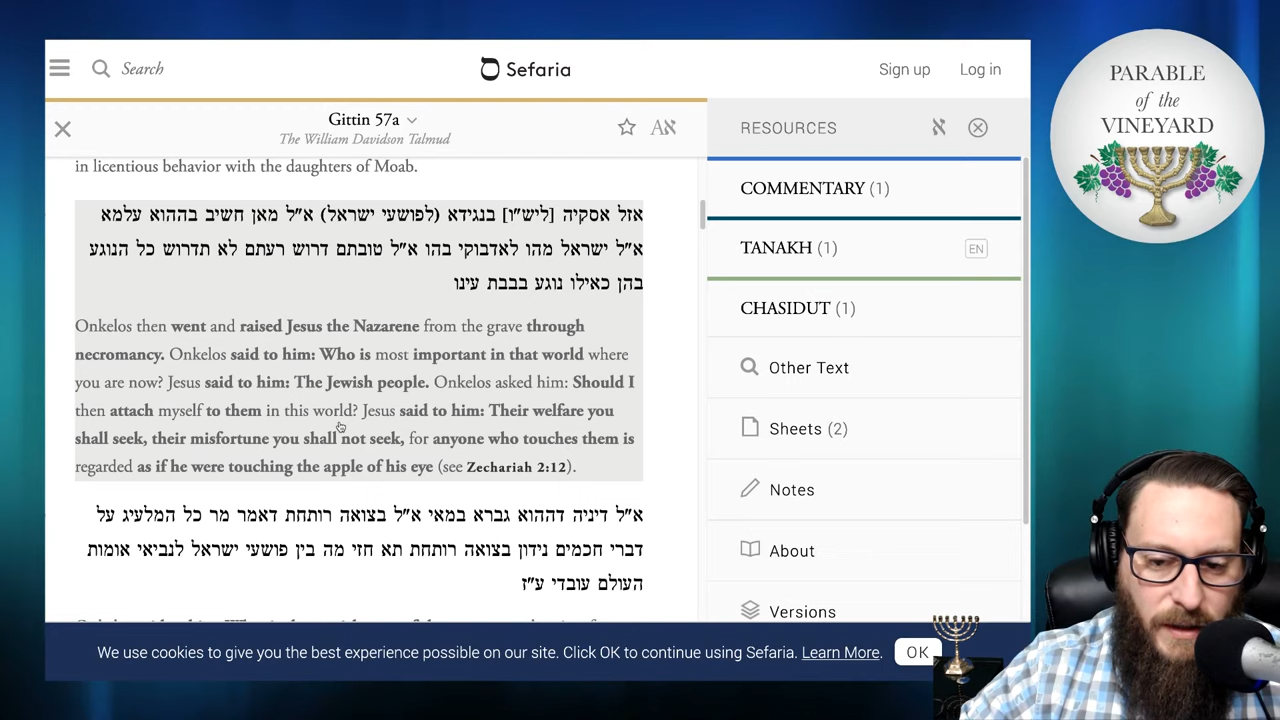 Search
Sefaria
Sign up
Log in
Gittin 57a
The William Davidson Talmud
Aא
RESOURCES
א
in licentious behavior with the daughters of Moab.
אזל אסקיה [ליש"ו] בנגידא (לפושעי ישראל) א"ל מאן חשיב בההוא עלמא
א"ל ישראל מהו לאדבוקי בהו א"ל טובתם דרוש רעתם לא תדרוש כל הנוגע
בהן כאילו נוגע בבבת עינו
Onkelos then went and raised Jesus the Nazarene from the grave through
necromancy. Onkelos said to him: Who is most important in that world where
you are now? Jesus said to him: The Jewish people. Onkelos asked him: Should I
then attach myself to them in this world? Jesus said to him: Their welfare you
shall seek, their misfortune you shall not seek, for anyone who touches them is
regarded as if he were touching the apple of his eye (see Zechariah 2:12).
א"ל דיניה דההוא גברא במאי א"ל בצואה רותחת דאמר מר כל המלעיג על
דברי חכמים נידון בצואה רותחת תא חזי מה בין פושעי ישראל לנביאי אומות
העולם עובדי ע"ז
COMMENTARY (1)
TANAKH (1)
EN
CHASIDUT (1)
Other Text
Sheets (2)
Notes
About
Versions
We use cookies to give you the best experience possible on our site. Click OK to continue using Sefaria. Learn More.
OK
PARABLE
of the
VINEYARD